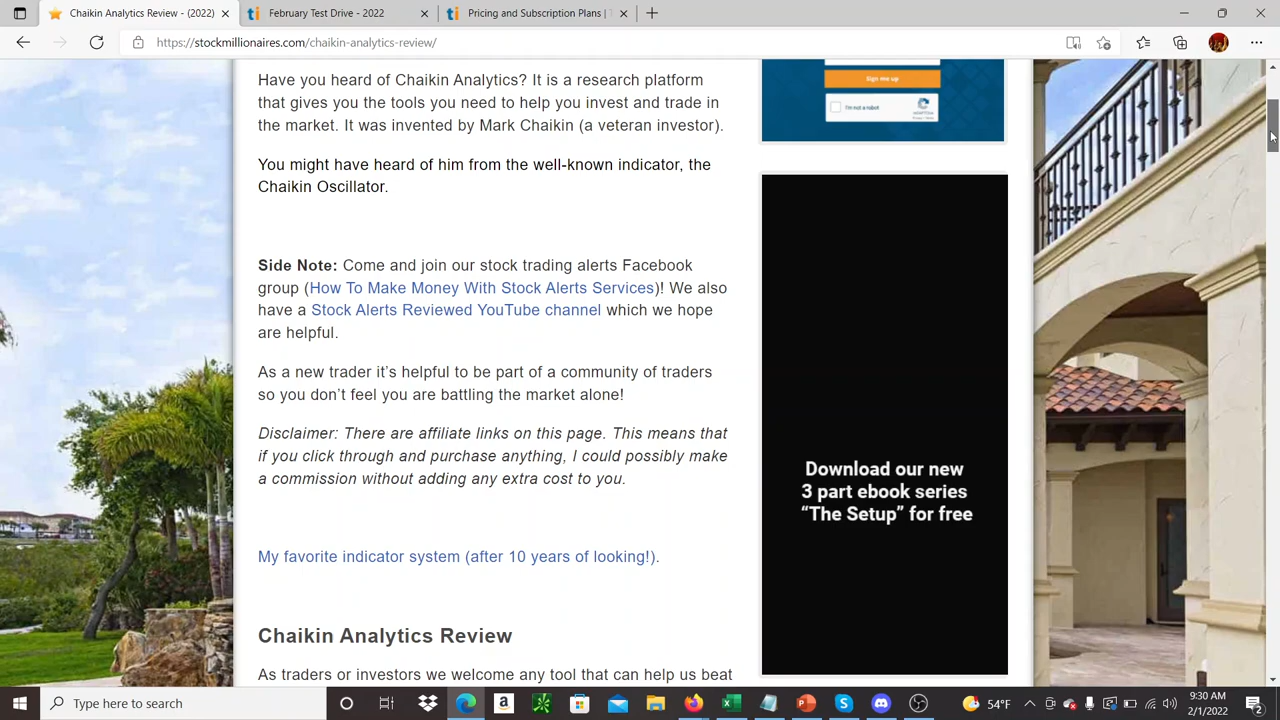 Chaikin Analytics Review - (2022)
February Test Drive - 2022
Pricing and Subscription Plans | T
https://stockmillionaires.com/chaikin-analytics-review/
Have you heard of Chaikin Analytics? It is a research platform
that gives you the tools you need to help you invest and trade in
the market. It was invented by Mark Chaikin (a veteran investor).
You might have heard of him from the well-known indicator, the
Chaikin Oscillator.
Side Note: Come and join our stock trading alerts Facebook
group (How To Make Money With Stock Alerts Services)! We also
have a Stock Alerts Reviewed YouTube channel which we hope
are helpful.
As a new trader it’s helpful to be part of a community of traders
so you don’t feel you are battling the market alone!
Disclaimer: There are affiliate links on this page. This means that
if you click through and purchase anything, I could possibly make
a commission without adding any extra cost to you.
My favorite indicator system (after 10 years of looking!).
Chaikin Analytics Review
As traders or investors we welcome any tool that can help us beat
Sign me up
I'm not a robot
Download our new
3 part ebook series
“The Setup” for free
Type here to search
54°F
9:30 AM
2/1/2022
2